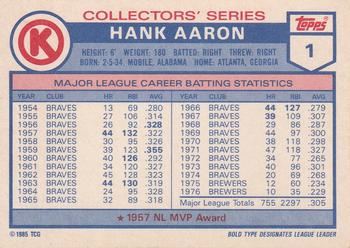 COLLECTORS' SERIES
HANK AARON
K
Topps
1
HEIGHT: 6' WEIGHT: 180 BATTED: RIGHT THREW: RIGHT
BORN: 2-5-34 MOBILE, ALABAMA HOME: ATLANTA, GEORGIA
MAJOR LEAGUE CAREER BATTING STATISTICS
YEAR CLUB HR RBI AVG
1954 BRAVES 13 69 .280
1955 BRAVES 27 106 .314
1956 BRAVES 26 92 .328
1957 BRAVES 44 132 .322
1958 BRAVES 30 95 .326
1959 BRAVES 39 123 .355
1960 BRAVES 40 126 .292
1961 BRAVES 34 120 .327
1962 BRAVES 45 128 .323
1963 BRAVES 44 130 .319
1964 BRAVES 24 95 .328
1965 BRAVES 32 89 .318
YEAR CLUB HR RBI AVG
1966 BRAVES 44 127 .279
1967 BRAVES 39 109 .307
1968 BRAVES 29 86 .287
1969 BRAVES 44 97 .300
1970 BRAVES 38 118 .298
1971 BRAVES 47 118 .327
1972 BRAVES 34 77 .265
1973 BRAVES 40 96 .301
1974 BRAVES 20 69 .268
1975 BREWERS 12 60 .234
1976 BREWERS 10 35 .229
Major League Totals 755 2297 .305
★ 1957 NL MVP Award
©1985 TCG
BOLD TYPE DESIGNATES LEAGUE LEADER